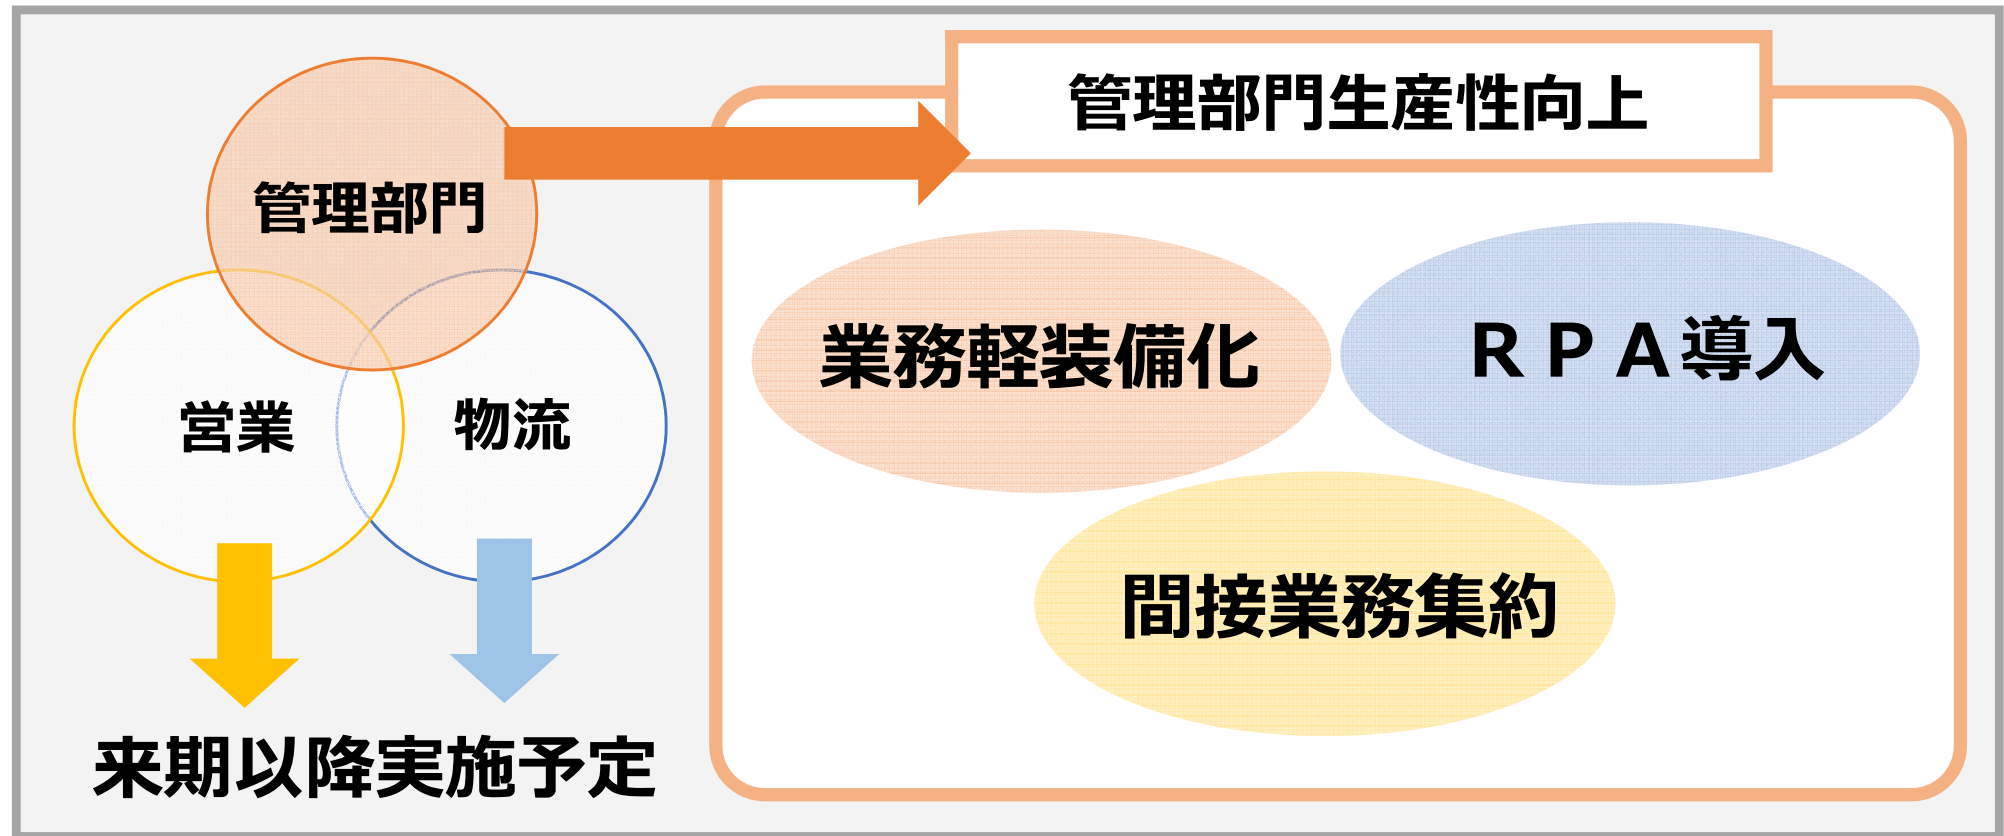 管理部門
営業
物流
来期以降実施予定
管理部門生産性向上
業務軽装備化
ＲＰＡ導入
間接業務集約